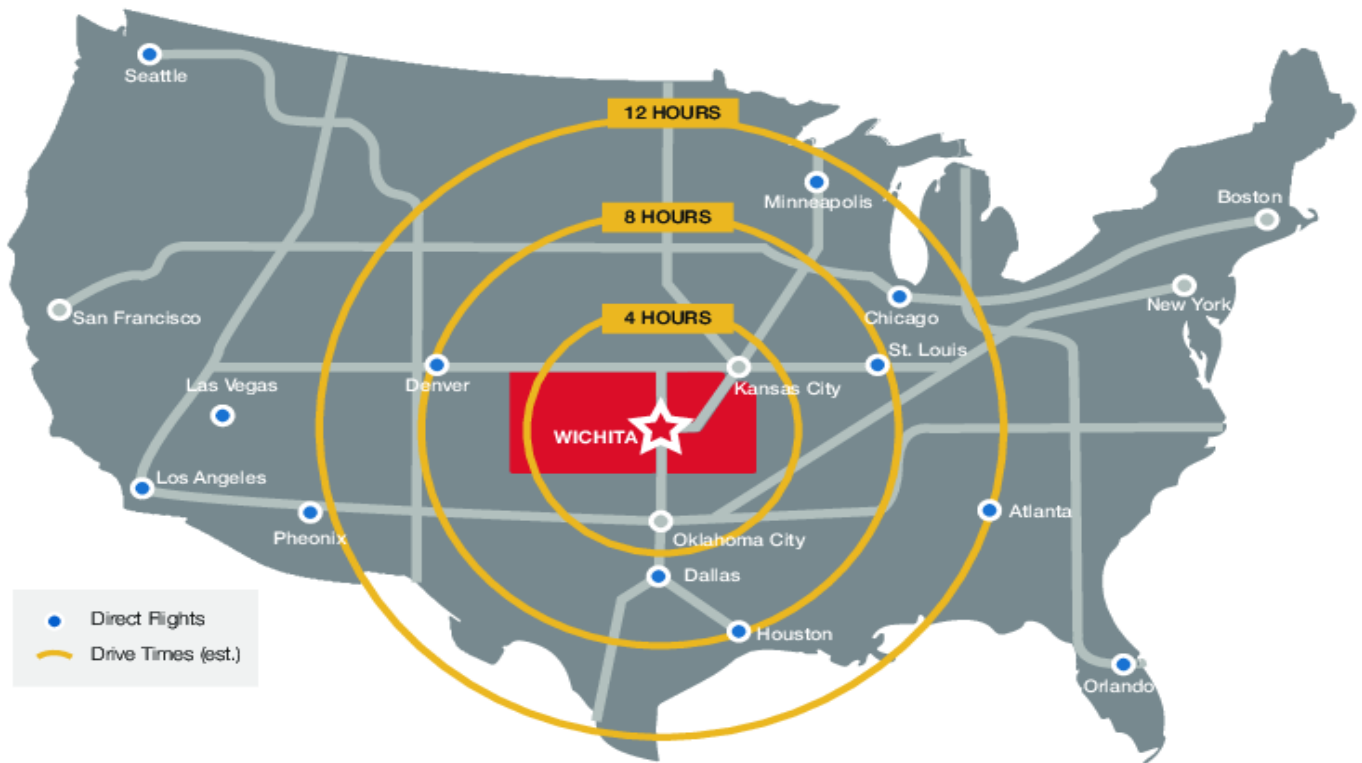 Seattle
12 HOURS
Minneapolis
Boston
8 HOURS
New York
San Francisco
4 HOURS
Chicago
St. Louis
Las Vegas
Denver
Kansas City
WICHITA
Los Angeles
Pheonix
Oklahoma City
Atlanta
Dallas
Houston
Orlando
Direct Flights
Drive Times (est.)